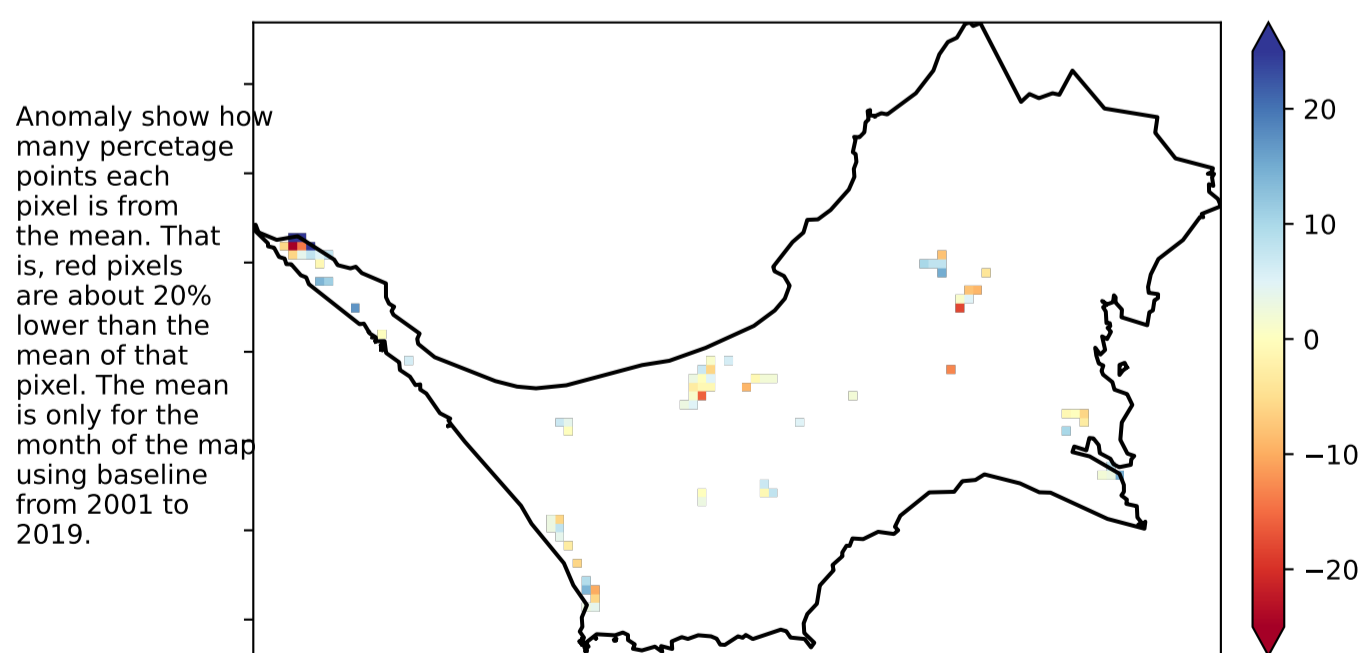 Anomaly show how
many percetage
points each
pixel is from
the mean. That
is, red pixels
are about 20%
lower than the
mean of that
pixel. The mean
is only for the
month of the map
using baseline
from 2001 to
2019.
20
10
0
−10
−20